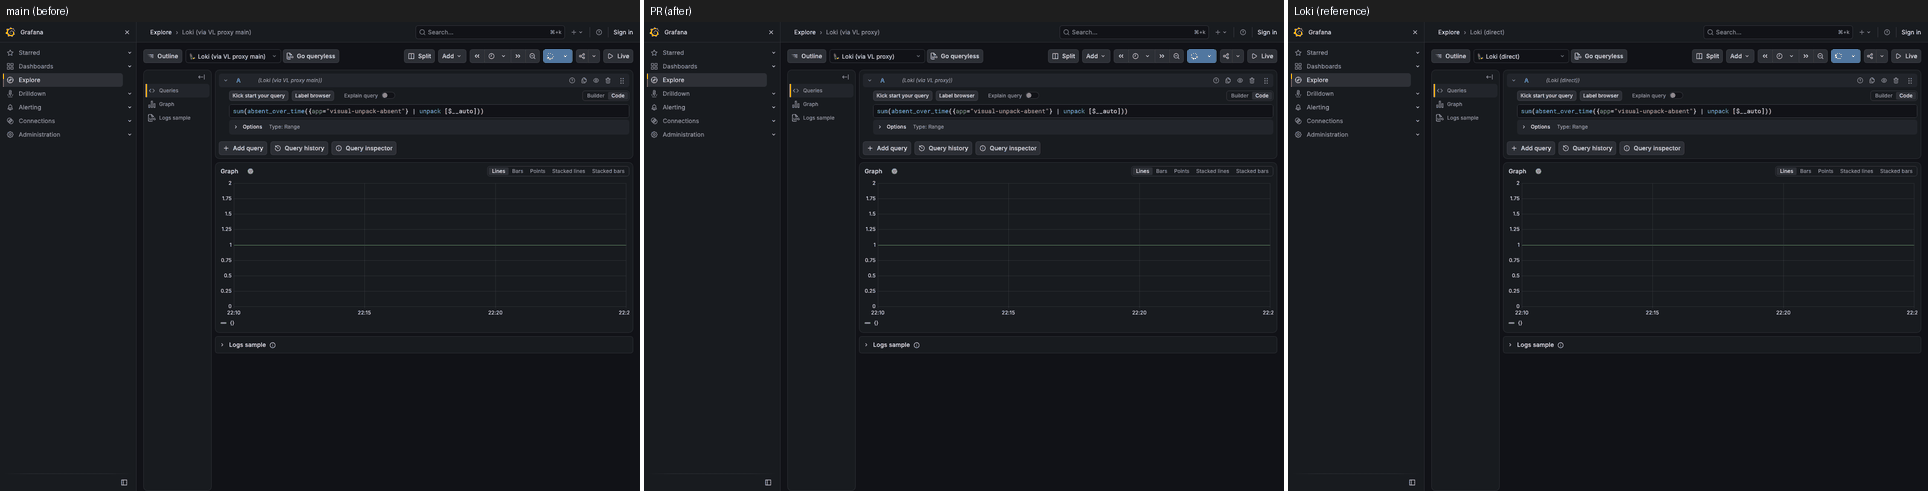 main (before)
Grafana
Explore › Loki (via VL proxy main)
Search... ⌘+k
Sign in
Starred
Dashboards
Explore
Drilldown
Alerting
Connections
Administration
Outline
Loki (via VL proxy main)
Go queryless
Split
Add
Live
Queries
Graph
Logs sample
A (Loki (via VL proxy main))
Kick start your query
Label browser
Explain query
Builder
Code
sum(absent_over_time({app="visual-unpack-absent"} | unpack [$__auto]))
Options Type: Range
+ Add query
Query history
Query inspector
Graph
Lines
Bars
Points
Stacked lines
Stacked bars
2
1.75
1.5
1.25
1
0.75
0.5
0.25
0
22:10
22:15
22:20
22:2
{}
Logs sample
PR (after)
Grafana
Explore › Loki (via VL proxy)
Search... ⌘+k
Sign in
Starred
Dashboards
Explore
Drilldown
Alerting
Connections
Administration
Outline
Loki (via VL proxy)
Go queryless
Split
Add
Live
Queries
Graph
Logs sample
A (Loki (via VL proxy))
Kick start your query
Label browser
Explain query
Builder
Code
sum(absent_over_time({app="visual-unpack-absent"} | unpack [$__auto]))
Options Type: Range
+ Add query
Query history
Query inspector
Graph
Lines
Bars
Points
Stacked lines
Stacked bars
2
1.75
1.5
1.25
1
0.75
0.5
0.25
0
22:10
22:15
22:20
22:2
{}
Logs sample
Loki (reference)
Grafana
Explore › Loki (direct)
Search... ⌘+k
Sign in
Starred
Dashboards
Explore
Drilldown
Alerting
Connections
Administration
Outline
Loki (direct)
Go queryless
Split
Add
Live
Queries
Graph
Logs sample
A (Loki (direct))
Kick start your query
Label browser
Explain query
Builder
Code
sum(absent_over_time({app="visual-unpack-absent"} | unpack [$__auto]))
Options Type: Range
+ Add query
Query history
Query inspector
Graph
Lines
Bars
Points
Stacked lines
Stacked bars
2
1.75
1.5
1.25
1
0.75
0.5
0.25
0
22:10
22:15
22:20
22:2
{}
Logs sample